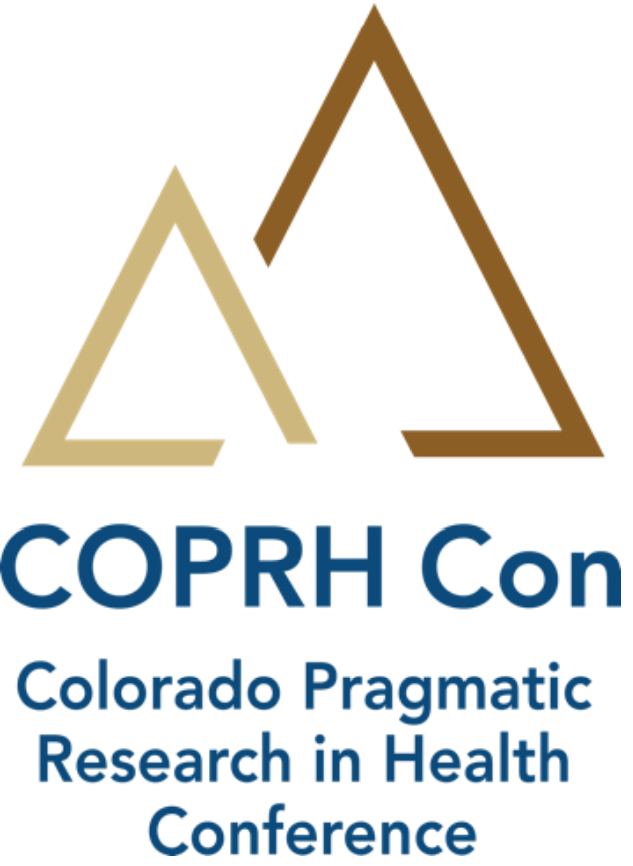 COPRH Con
Colorado Pragmatic
Research in Health
Conference